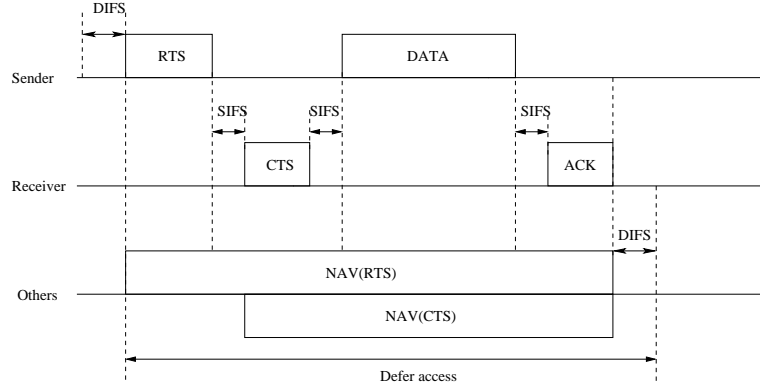 DIFS
RTS
DATA
Sender
SIFS
SIFS
SIFS
CTS
ACK
Receiver
DIFS
NAV(RTS)
Others
NAV(CTS)
Defer access